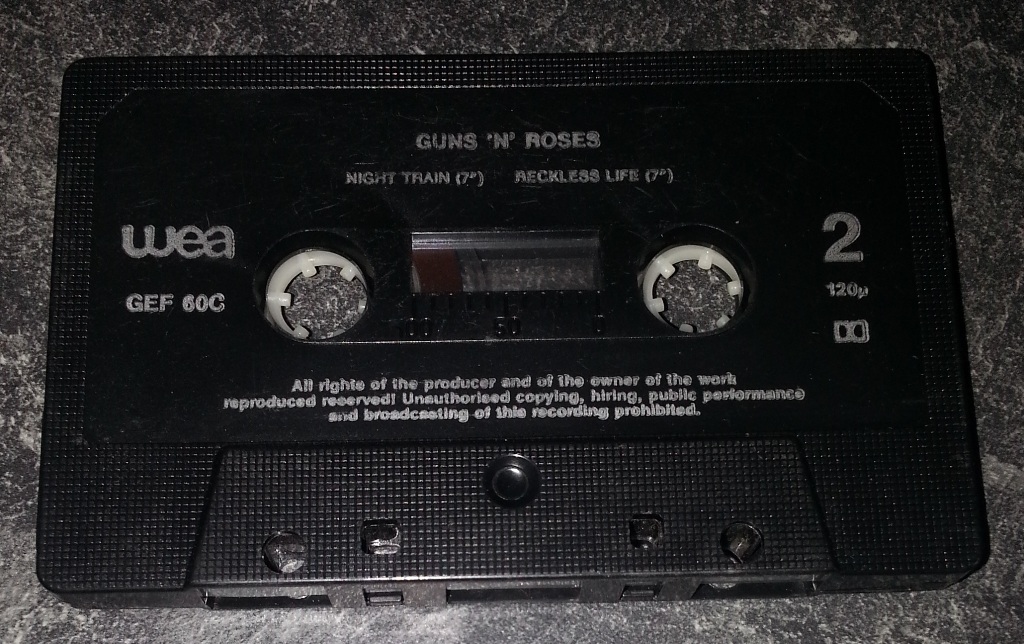 GUNS 'N' ROSES
NIGHT TRAIN (7") RECKLESS LIFE (7")
wea
2
GEF 60C
120μ
100 50 0
All rights of the producer and of the owner of the work
reproduced reserved! Unauthorised copying, hiring, public performance
and broadcasting of this recording prohibited.